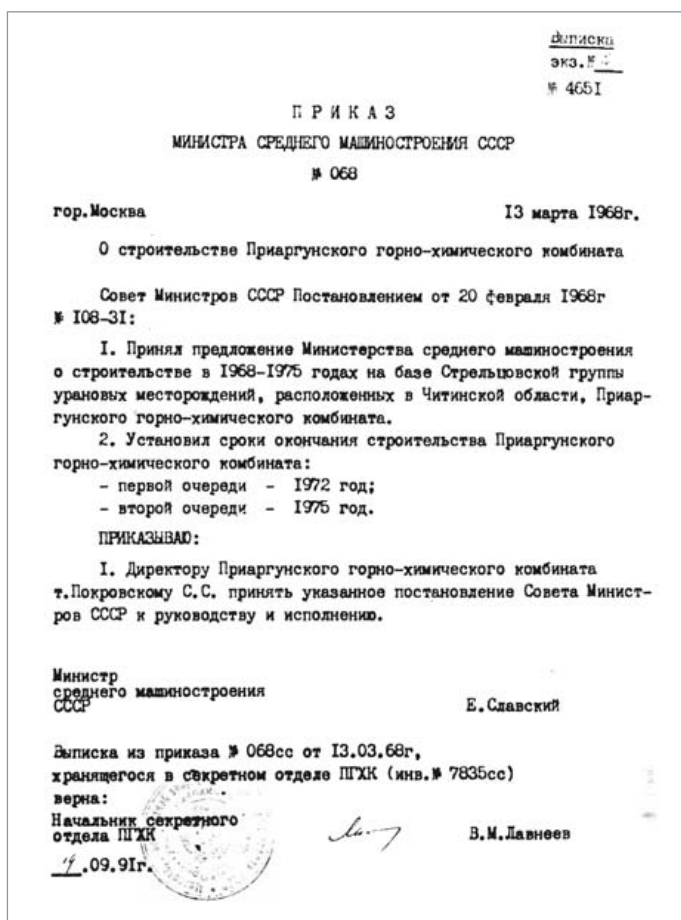 Выписка
экз.№
№ 4651
ПРИКАЗ
МИНИСТРА СРЕДНЕГО МАШИНОСТРОЕНИЯ СССР
№ 068
гор.Москва 13 марта 1968г.
О строительстве Приаргунского горно-химического комбината
Совет Министров СССР Постановлением от 20 февраля 1968г
№ 108-31:
1. Принял предложение Министерства среднего машиностроения
о строительстве в 1968-1975 годах на базе Стрельцовской группы
урановых месторождений, расположенных в Читинской области, Приар-
гунского горно-химического комбината.
2. Установил сроки окончания строительства Приаргунского
горно-химического комбината:
- первой очереди - 1972 год;
- второй очереди - 1975 год.
ПРИКАЗЫВАЮ:
1. Директору Приаргунского горно-химического комбината
т.Покровскому С.С. принять указанное постановление Совета Минист-
ров СССР к руководству и исполнению.
Министр
среднего машиностроения
СССР Е.Славский
Выписка из приказа № 068сс от 13.03.68г,
хранящегося в секретном отделе ПГХК (инв.№ 7835сс)
верна:
Начальник секретного
отдела ПГХК В.М.Лавнеев
.09.91г.